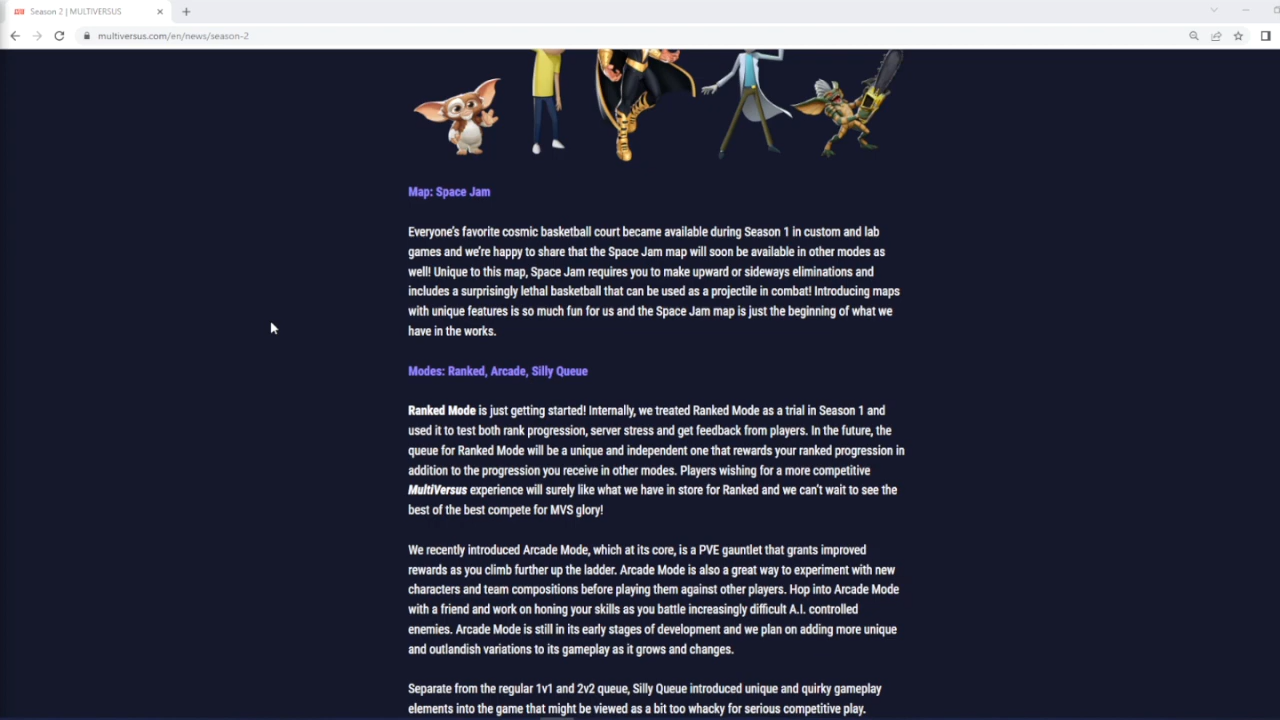 Season 2 | MULTIVERSUS
multiversus.com/en/news/season-2
Map: Space Jam
Everyone's favorite cosmic basketball court became available during Season 1 in custom and lab
games and we're happy to share that the Space Jam map will soon be available in other modes as
well! Unique to this map, Space Jam requires you to make upward or sideways eliminations and
includes a surprisingly lethal basketball that can be used as a projectile in combat! Introducing maps
with unique features is so much fun for us and the Space Jam map is just the beginning of what we
have in the works.
Modes: Ranked, Arcade, Silly Queue
Ranked Mode is just getting started! Internally, we treated Ranked Mode as a trial in Season 1 and
used it to test both rank progression, server stress and get feedback from players. In the future, the
queue for Ranked Mode will be a unique and independent one that rewards your ranked progression in
addition to the progression you receive in other modes. Players wishing for a more competitive
MultiVersus experience will surely like what we have in store for Ranked and we can't wait to see the
best of the best compete for MVS glory!
We recently introduced Arcade Mode, which at its core, is a PVE gauntlet that grants improved
rewards as you climb further up the ladder. Arcade Mode is also a great way to experiment with new
characters and team compositions before playing them against other players. Hop into Arcade Mode
with a friend and work on honing your skills as you battle increasingly difficult A.I. controlled
enemies. Arcade Mode is still in its early stages of development and we plan on adding more unique
and outlandish variations to its gameplay as it grows and changes.
Separate from the regular 1v1 and 2v2 queue, Silly Queue introduced unique and quirky gameplay
elements into the game that might be viewed as a bit too whacky for serious competitive play.